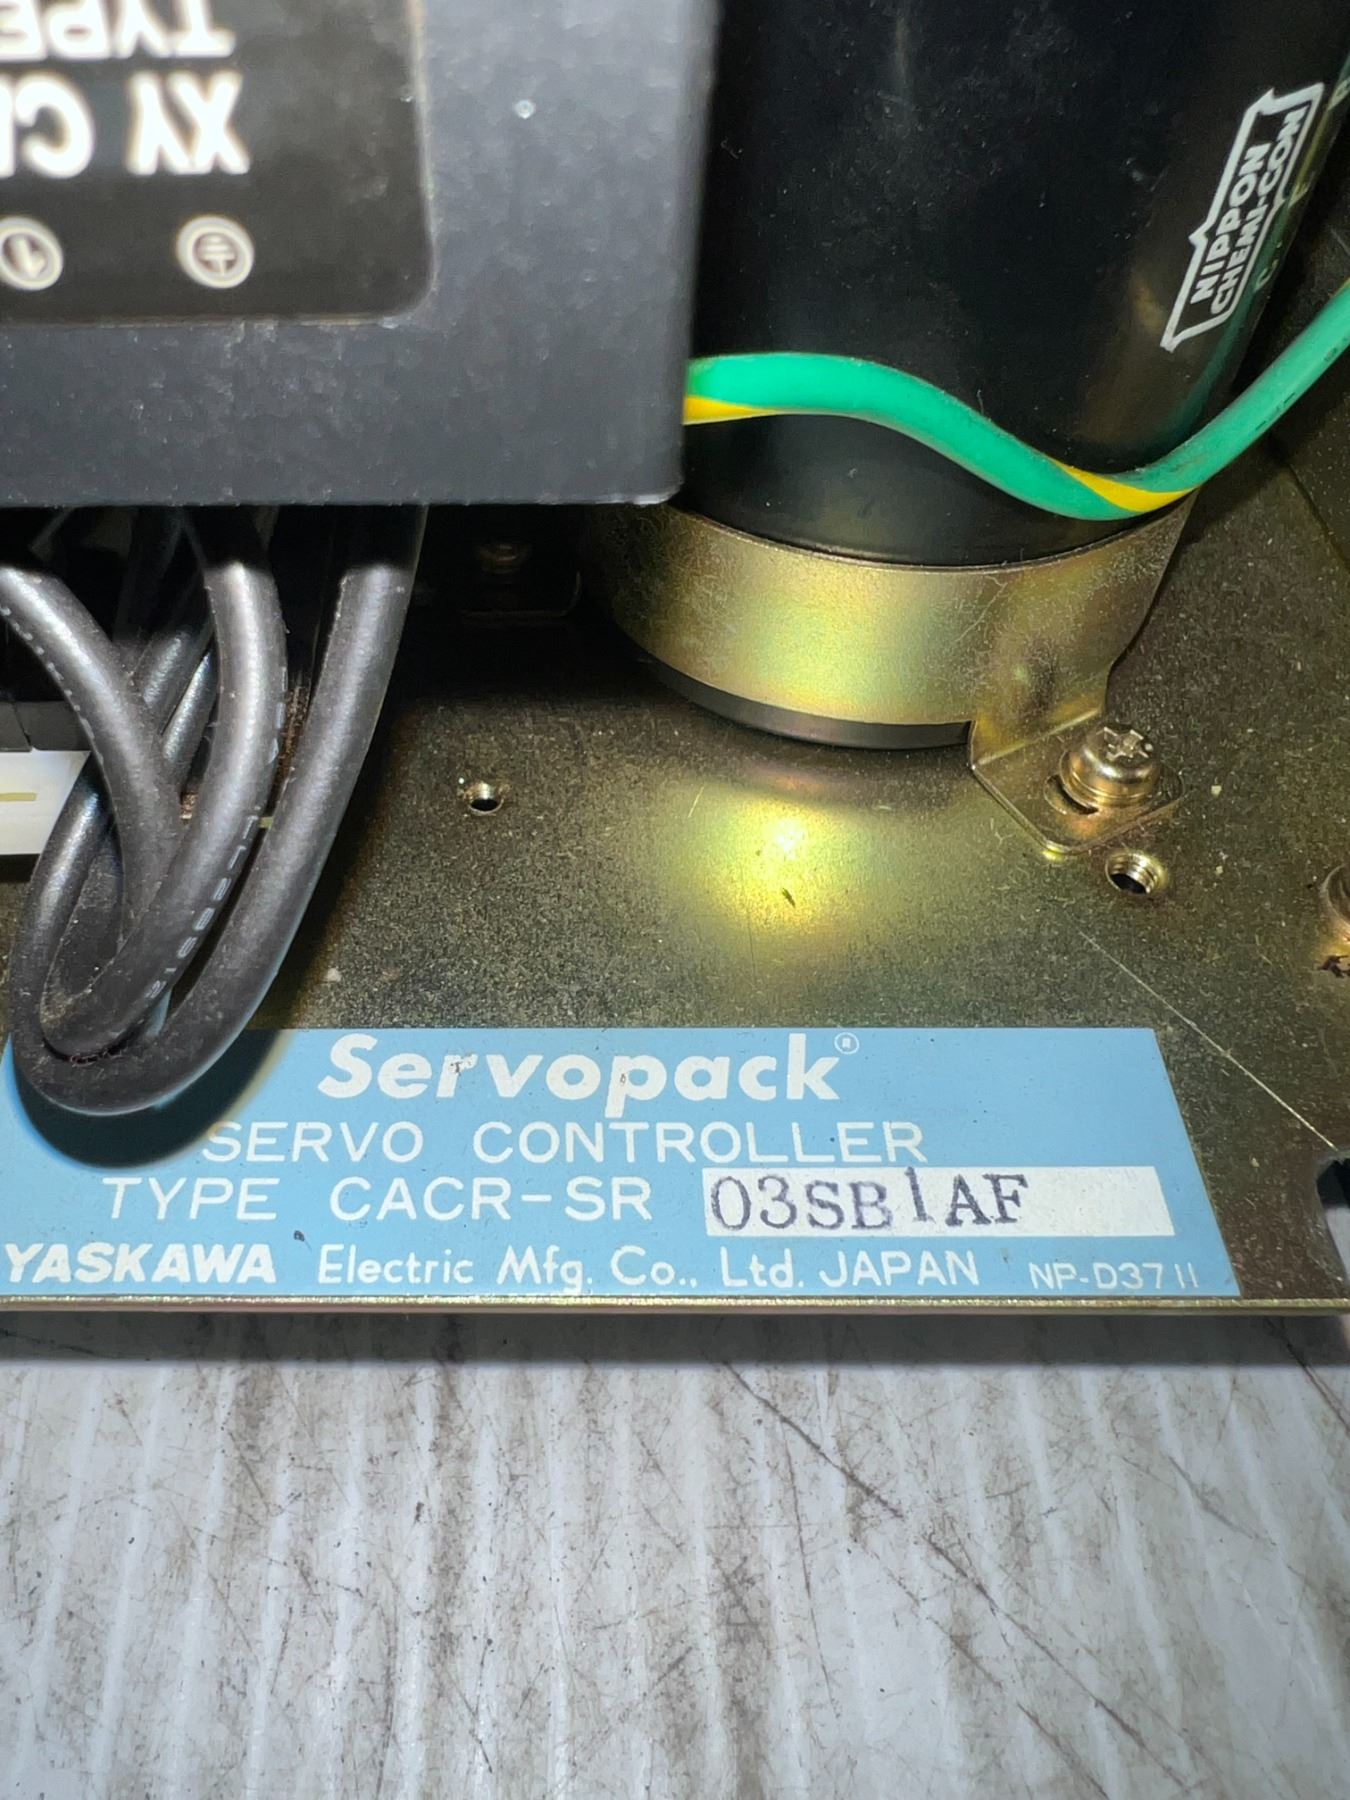 TYPE
XY
NIPPON
CHEMI-CON
Servopack®
SERVO CONTROLLER
TYPE CACR-SR 03SB1AF
YASKAWA Electric Mfg. Co., Ltd. JAPAN NP-D3711